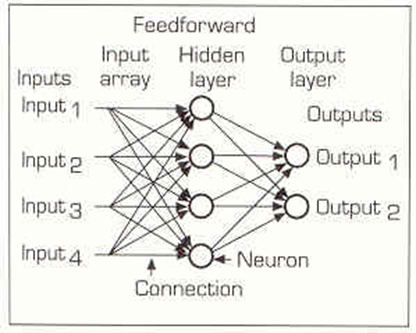 Feedforward
Input Hidden Output
array layer layer
Inputs
Outputs
Input 1
Input 2
Input 3
Input 4
Output 1
Output 2
Neuron
Connection